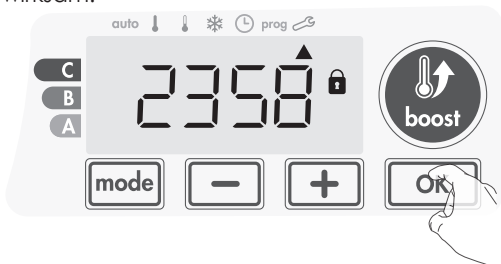 wirksam.
auto prog
C
2358
B
A
boost
mode - + OK